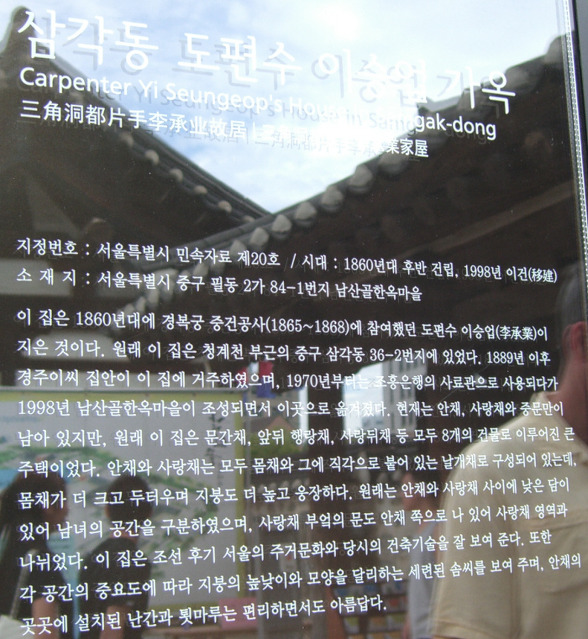 삼각동 도편수 이승업 가옥
Carpenter Yi Seungeop's House in Samgak-dong
三角洞都片手李承业故居 | 三角洞都片手李承業家屋
지정번호 : 서울특별시 민속자료 제20호 / 시대 : 1860년대 후반 건립, 1998년 이전(移建)
소 재 지 : 서울특별시 중구 필동 2가 84-1번지 남산골한옥마을
이 집은 1860년대에 경복궁 중건공사(1865~1868)에 참여했던 도편수 이승업(李承業)이
지은 것이다. 원래 이 집은 청계천 부근의 중구 삼각동 36-2번지에 있었다. 1889년 이후
경주이씨 집안이 이 집에 거주하였으며, 1970년부터는 조흥은행의 사료관으로 사용되다가
1998년 남산골한옥마을이 조성되면서 이곳으로 옮겨졌다. 현재는 안채, 사랑채와 중문만이
남아 있지만, 원래 이 집은 문간채, 앞뒤 행랑채, 사랑뒤채 등 모두 8개의 건물로 이루어진 큰
주택이었다. 안채와 사랑채는 모두 몸채와 그에 직각으로 붙어 있는 날개채로 구성되어 있는데,
몸채가 더 크고 두터우며 지붕도 더 높고 웅장하다. 원래는 안채와 사랑채 사이에 낮은 담이
있어 남녀의 공간을 구분하였으며, 사랑채 부엌의 문도 안채 쪽으로 나 있어 사랑채 영역과
나뉘었다. 이 집은 조선 후기 서울의 주거문화와 당시의 건축기술을 잘 보여 준다. 또한
각 공간의 중요도에 따라 지붕의 높낮이와 모양을 달리하는 세련된 솜씨를 보여 주며, 안채의
곳곳에 설치된 난간과 툇마루는 편리하면서도 아름답다.